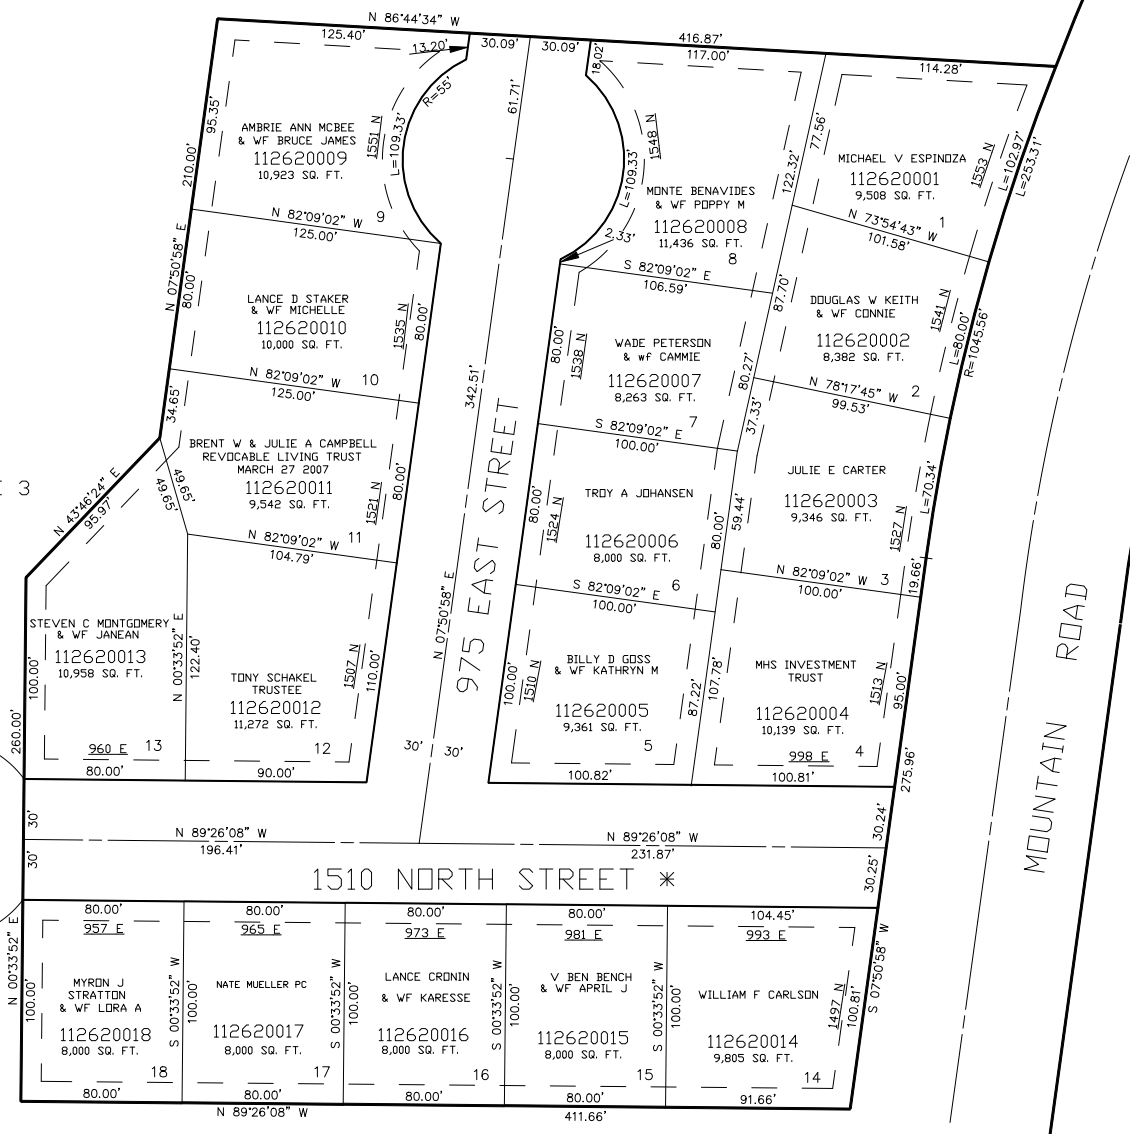 N 86°44'34" W
125.40'
13.20'
30.09'
30.09'
416.87'
117.00'
114.28'
18.02'
R=55'
61.71'
95.35'
210.00'
AMBRIE ANN MCBEE
& WF BRUCE JAMES
112620009
10,923 SQ. FT.
1551 N
L=109.33'
N 82°09'02" W
125.00'
9
1548 N
L=109.33'
MONTE BENAVIDES
& WF POPPY M
112620008
11,436 SQ. FT.
8
2.33'
77.56'
122.32'
MICHAEL V ESPINOZA
112620001
9,508 SQ. FT.
1553 N
L=102.97'
L=253.31'
1
N 73°54'43" W
101.58'
S 82°09'02" E
106.59'
N 07°50'58" E
80.00'
LANCE D STAKER
& WF MICHELLE
112620010
10,000 SQ. FT.
1535 N
80.00'
N 82°09'02" W
125.00'
10
87.70'
DOUGLAS W KEITH
& WF CONNIE
112620002
8,382 SQ. FT.
1541 N
L=80.00'
R=1045.56'
N 78°17'45" W
99.53'
2
80.00'
1538 N
WADE PETERSON
& wf CAMMIE
112620007
8,263 SQ. FT.
80.27'
7
S 82°09'02" E
100.00'
342.51'
34.65'
BRENT W & JULIE A CAMPBELL
REVOCABLE LIVING TRUST
MARCH 27 2007
112620011
9,542 SQ. FT.
1521 N
80.00'
49.65'
49.65'
N 82°09'02" W
104.79'
11
E 3
N 43°46'24" E
95.97'
37.33'
JULIE E CARTER
112620003
9,346 SQ. FT.
1527 N
L=70.34'
59.44'
19.66'
N 82°09'02" W
100.00'
3
80.00'
1524 N
TROY A JOHANSEN
112620006
8,000 SQ. FT.
80.00'
S 82°09'02" E
100.00'
6
975 EAST STREET
N 07°50'58" E
STEVEN C MONTGOMERY
& WF JANEAN
112620013
10,958 SQ. FT.
100.00'
260.00'
960 E
13
80.00'
N 00°33'52" E
122.40'
TONY SCHAKEL
TRUSTEE
112620012
11,272 SQ. FT.
1507 N
110.00'
12
90.00'
30'
30'
100.00'
1510 N
BILLY D GOSS
& WF KATHRYN M
112620005
9,361 SQ. FT.
87.22'
5
100.82'
107.78'
MHS INVESTMENT
TRUST
112620004
10,139 SQ. FT.
1513 N
95.00'
998 E
4
100.81'
275.96'
MOUNTAIN ROAD
30'
30'
N 89°26'08" W
196.41'
N 89°26'08" W
231.87'
30.24'
30.25'
1510 NORTH STREET *
N 00°33'52" E
80.00'
957 E
100.00'
MYRON J
STRATTON
& WF LORA A
112620018
8,000 SQ. FT.
18
80.00'
S 00°33'52" W
80.00'
965 E
100.00'
NATE MUELLER PC
112620017
8,000 SQ. FT.
17
80.00'
S 00°33'52" W
80.00'
973 E
100.00'
LANCE CRONIN
& WF KARESSE
112620016
8,000 SQ. FT.
16
80.00'
S 00°33'52" W
80.00'
981 E
100.00'
V BEN BENCH
& WF APRIL J
112620015
8,000 SQ. FT.
15
80.00'
S 00°33'52" W
104.45'
993 E
100.00'
WILLIAM F CARLSON
112620014
9,805 SQ. FT.
1497 N
100.81'
S 07°50'58" W
14
91.66'
N 89°26'08" W
411.66'